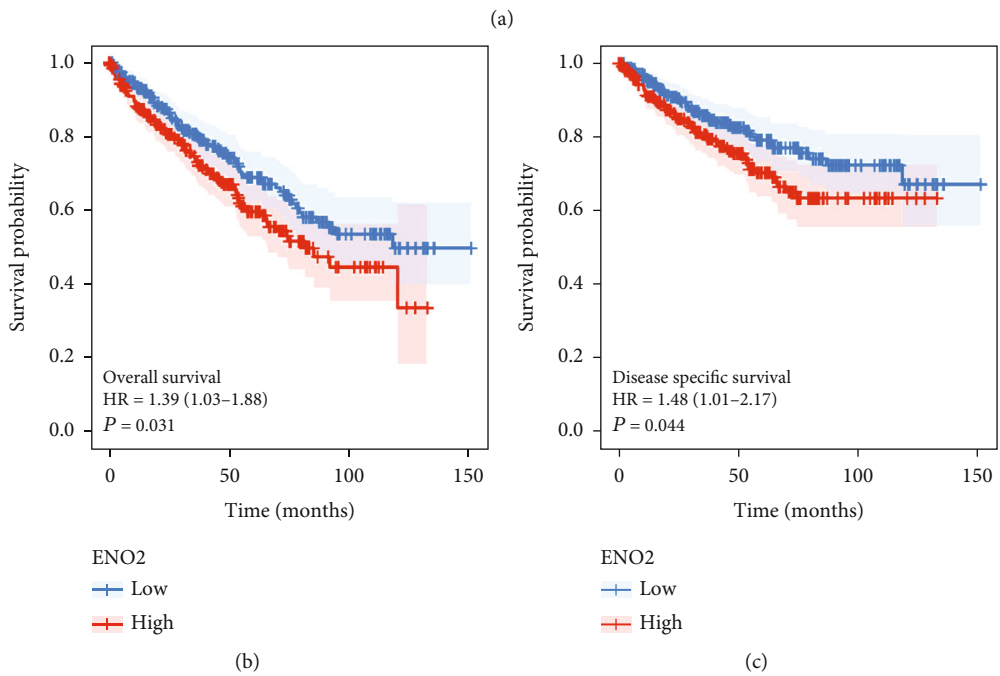 (a)
Survival probability
1.0
0.8
0.6
0.4
0.2
0.0
Overall survival
HR = 1.39 (1.03–1.88)
P = 0.031
0 50 100 150
Time (months)
ENO2
Low
High
(b)
Survival probability
1.0
0.8
0.6
0.4
0.2
0.0
Disease specific survival
HR = 1.48 (1.01–2.17)
P = 0.044
0 50 100 150
Time (months)
ENO2
Low
High
(c)